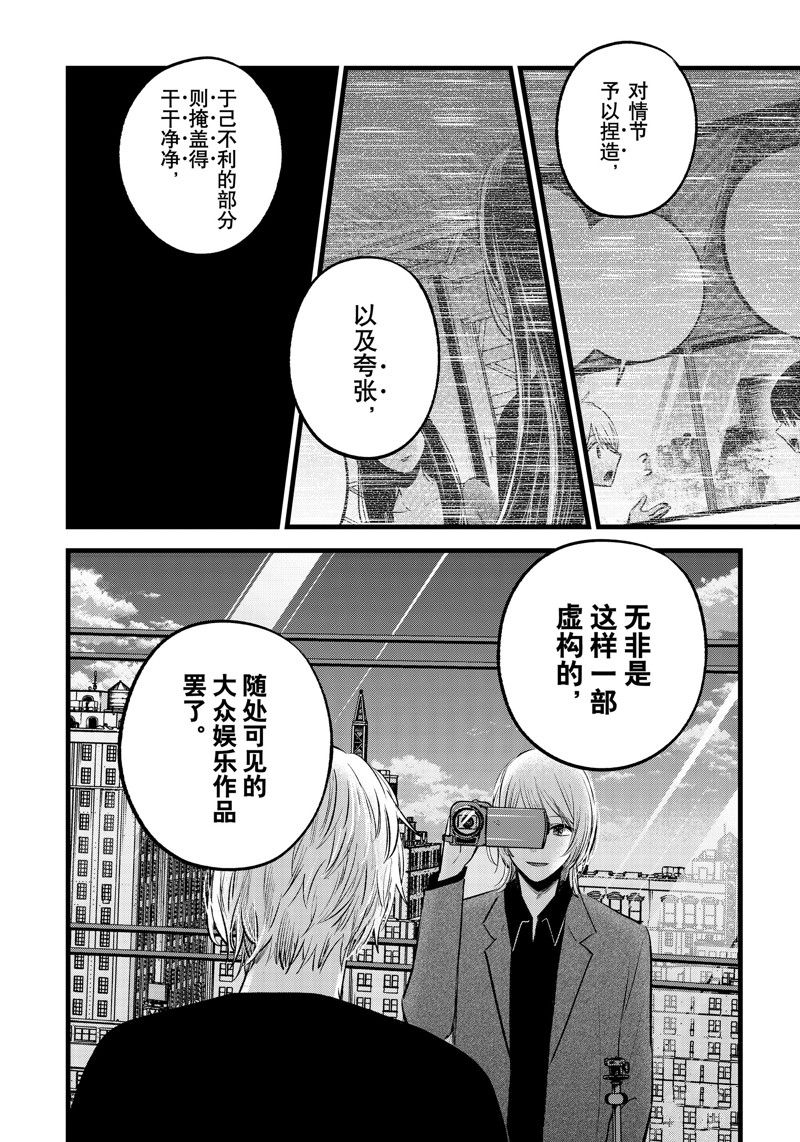 对情节
予以捏造，
以及夸张，
于己不利的部分
则掩盖得
干干净净，
无非是
这样一部
虚构的，
随处可见的
大众娱乐作品
罢了。